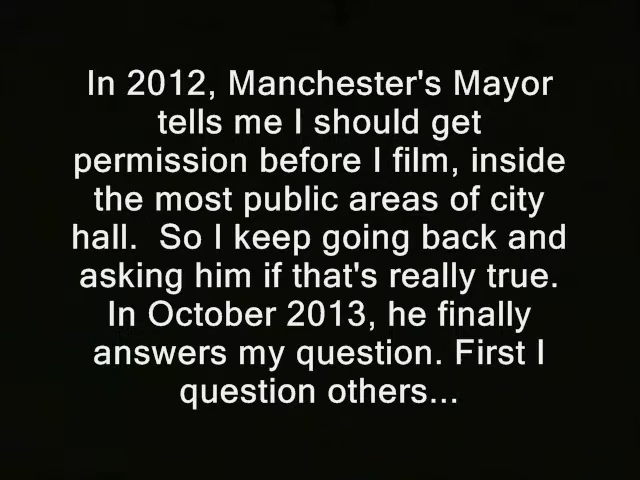 In 2012, Manchester's Mayor
tells me I should get
permission before I film, inside
the most public areas of city
hall.  So I keep going back and
asking him if that's really true.
In October 2013, he finally
answers my question. First I
question others...